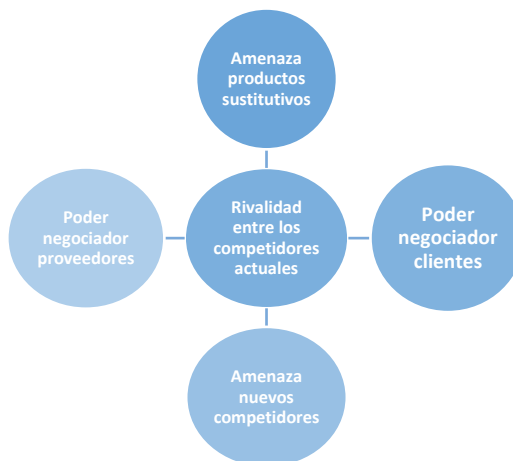 Amenaza
productos
sustitutivos
Poder
negociador
proveedores
Rivalidad
entre los
competidores
actuales
Poder
negociador
clientes
Amenaza
nuevos
competidores